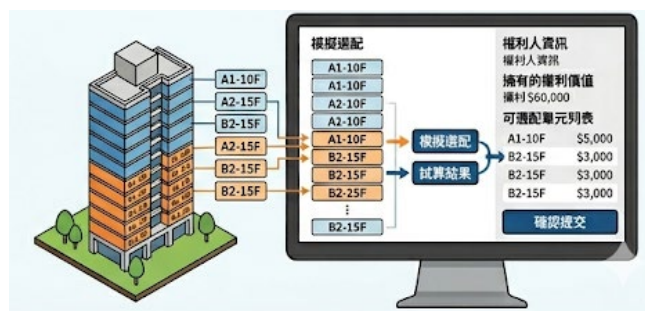 A1-10F
A2-15F
B2-15F
A2-15F
B2-15F
B2-15F
模擬選配
A1-10F
A1-10F
A2-10F
A2-10F
A1-10F
B2-15F
B2-15F
B2-25F
⋮
B2-15F
模擬選配
試算結果
權利人資訊
權利人資訊
擁有的權利價值
權利 $60,000
可選配單元列表
A1-10F $5,000
B2-15F $3,000
B2-15F $3,000
B2-15F $3,000
確認提交